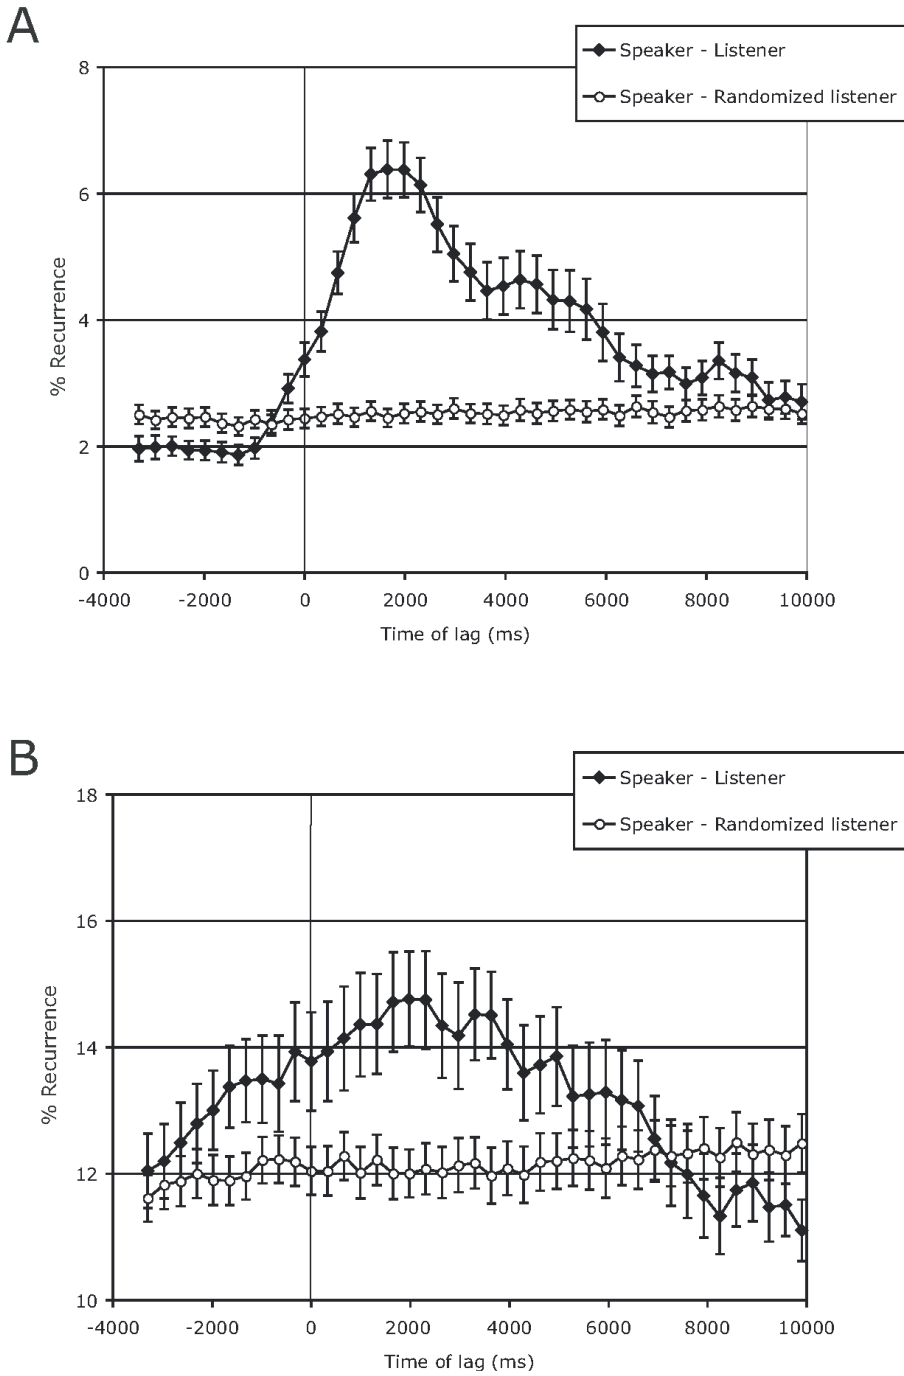 A
Speaker - Listener
Speaker - Randomized listener
8
6
4
2
0
% Recurrence
-4000 -2000 0 2000 4000 6000 8000 10000
Time of lag (ms)
B
Speaker - Listener
Speaker - Randomized listener
18
16
14
12
10
% Recurrence
-4000 -2000 0 2000 4000 6000 8000 10000
Time of lag (ms)